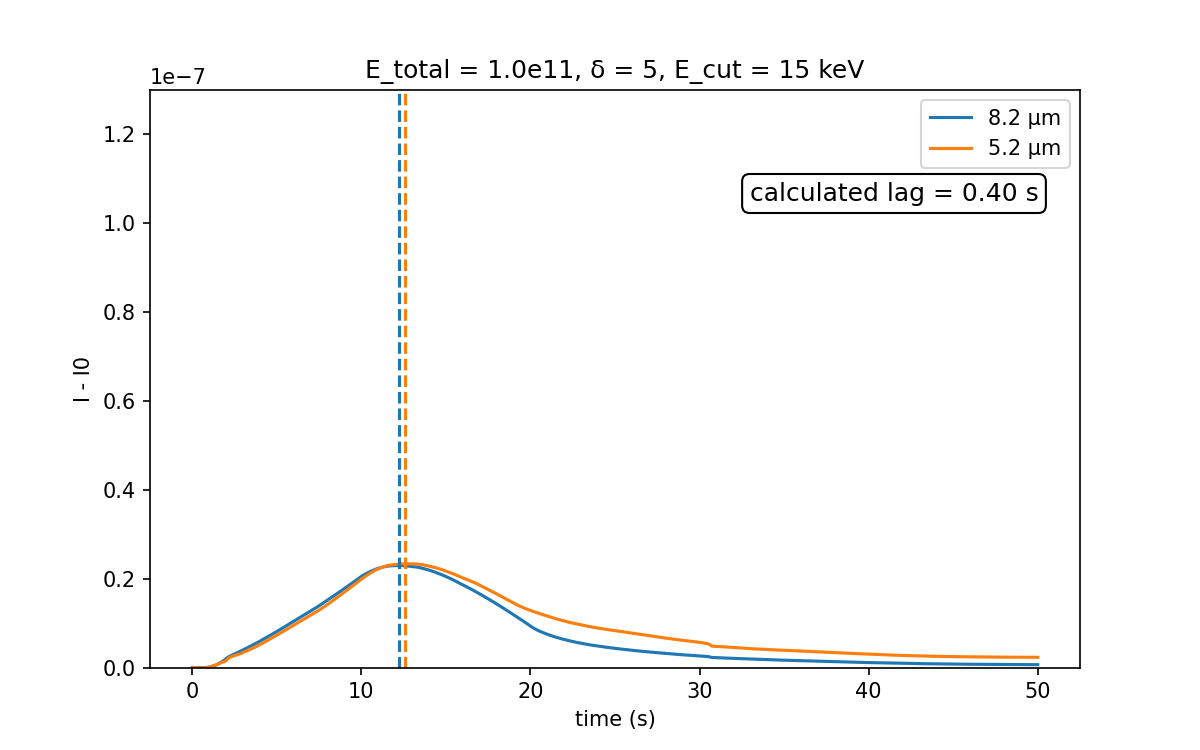 E_total = 1.0e11, δ = 5, E_cut = 15 keV
1e−7
8.2 μm
5.2 μm
calculated lag = 0.40 s
1.2
1.0
0.8
0.6
0.4
0.2
0.0
I - I0
0 10 20 30 40 50
time (s)